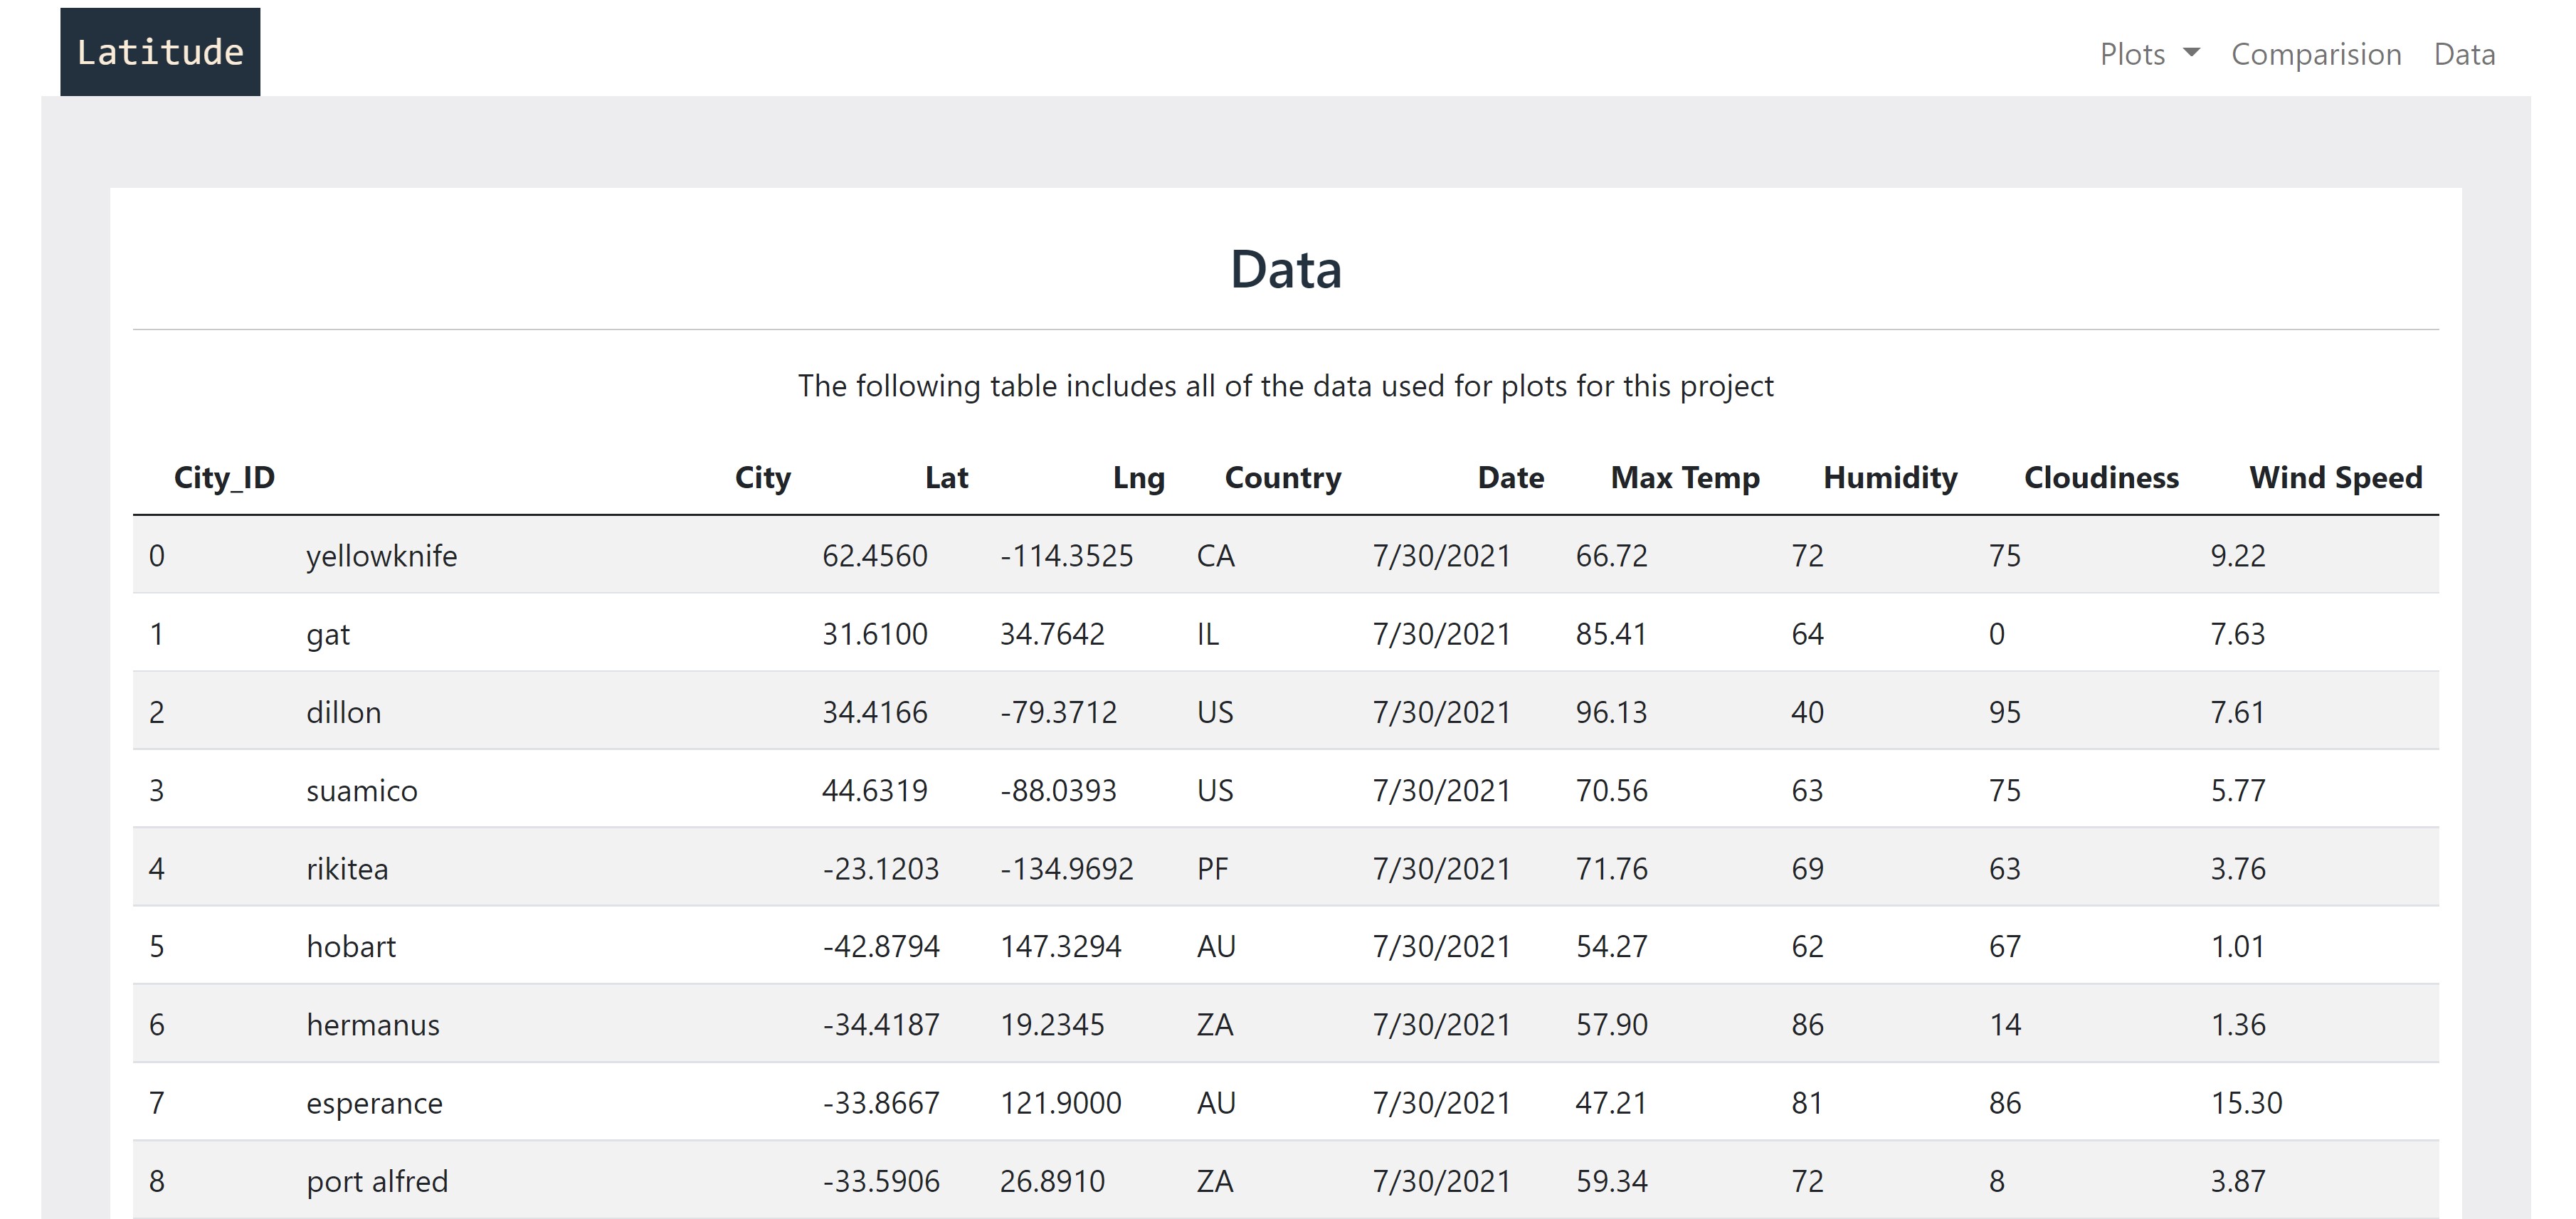 Latitude
Plots Comparision Data
Data
The following table includes all of the data used for plots for this project
City_ID City Lat Lng Country Date Max Temp Humidity Cloudiness Wind Speed
0 yellowknife 62.4560 -114.3525 CA 7/30/2021 66.72 72 75 9.22
1 gat 31.6100 34.7642 IL 7/30/2021 85.41 64 0 7.63
2 dillon 34.4166 -79.3712 US 7/30/2021 96.13 40 95 7.61
3 suamico 44.6319 -88.0393 US 7/30/2021 70.56 63 75 5.77
4 rikitea -23.1203 -134.9692 PF 7/30/2021 71.76 69 63 3.76
5 hobart -42.8794 147.3294 AU 7/30/2021 54.27 62 67 1.01
6 hermanus -34.4187 19.2345 ZA 7/30/2021 57.90 86 14 1.36
7 esperance -33.8667 121.9000 AU 7/30/2021 47.21 81 86 15.30
8 port alfred -33.5906 26.8910 ZA 7/30/2021 59.34 72 8 3.87